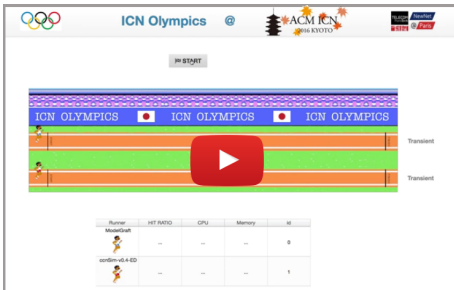 ICN Olympics @
ACM ICN
2016 KYOTO
NewNet
@Paris
START
ICN OLYMPICS ICN OLYMPICS ICN OLYMPICS
Transient
Transient
Runner HIT RATIO CPU Memory id
ModelGraft
... ... ... 0
ccnSim-v0.4-ED
... ... ... 1